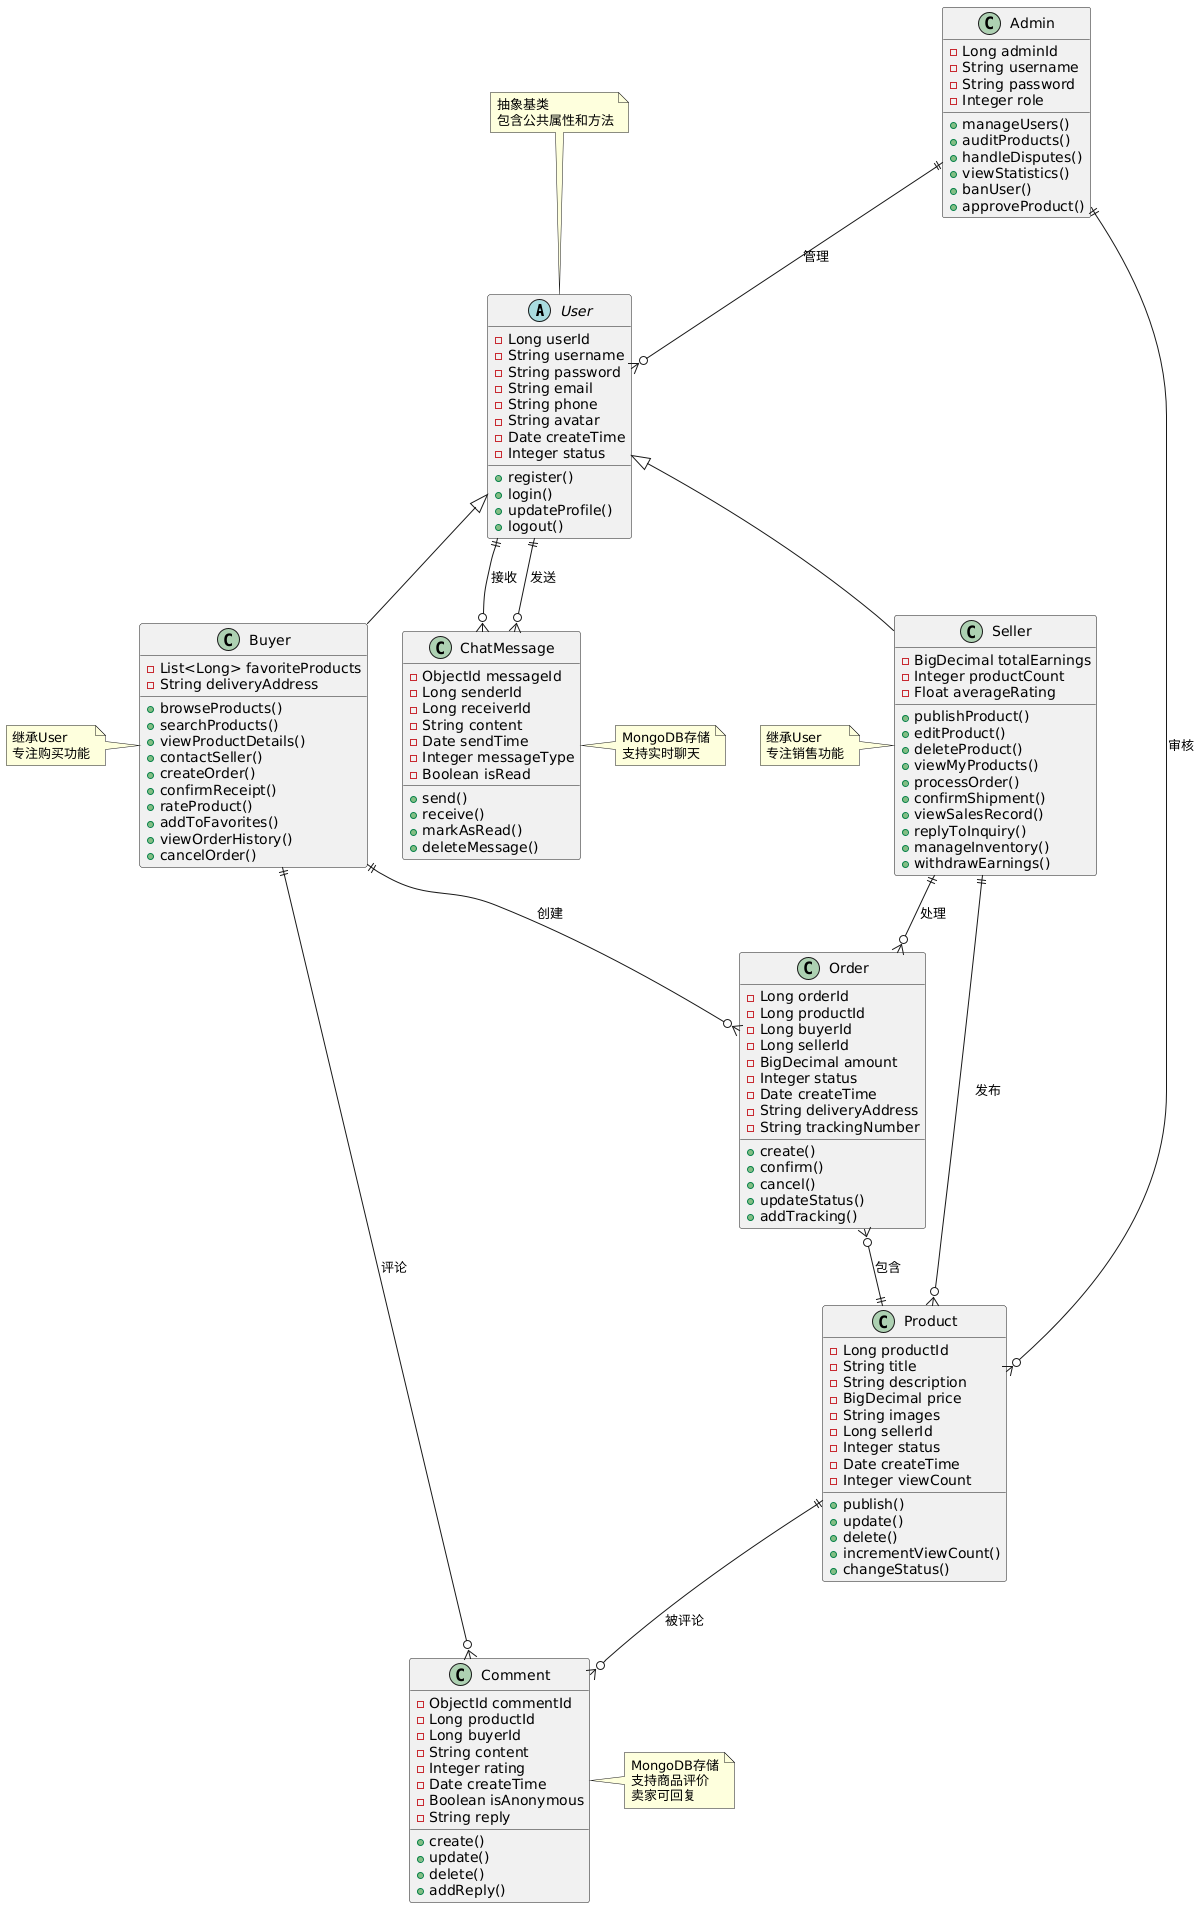 Admin
Long adminId
String username
String password
Integer role
manageUsers()
auditProducts()
handleDisputes()
viewStatistics()
banUser()
approveProduct()
抽象基类
包含公共属性和方法
管理
User
Long userId
String username
String password
String email
String phone
String avatar
Date createTime
Integer status
register()
login()
updateProfile()
logout()
接收
发送
审核
Buyer
List<Long> favoriteProducts
String deliveryAddress
browseProducts()
searchProducts()
viewProductDetails()
contactSeller()
createOrder()
confirmReceipt()
rateProduct()
addToFavorites()
viewOrderHistory()
cancelOrder()
继承User
专注购买功能
ChatMessage
ObjectId messageId
Long senderId
Long receiverId
String content
Date sendTime
Integer messageType
Boolean isRead
send()
receive()
markAsRead()
deleteMessage()
MongoDB存储
支持实时聊天
继承User
专注销售功能
Seller
BigDecimal totalEarnings
Integer productCount
Float averageRating
publishProduct()
editProduct()
deleteProduct()
viewMyProducts()
processOrder()
confirmShipment()
viewSalesRecord()
replyToInquiry()
manageInventory()
withdrawEarnings()
创建
处理
Order
Long orderId
Long productId
Long buyerId
Long sellerId
BigDecimal amount
Integer status
Date createTime
String deliveryAddress
String trackingNumber
create()
confirm()
cancel()
updateStatus()
addTracking()
发布
评论
包含
Product
Long productId
String title
String description
BigDecimal price
String images
Long sellerId
Integer status
Date createTime
Integer viewCount
publish()
update()
delete()
incrementViewCount()
changeStatus()
被评论
Comment
ObjectId commentId
Long productId
Long buyerId
String content
Integer rating
Date createTime
Boolean isAnonymous
String reply
create()
update()
delete()
addReply()
MongoDB存储
支持商品评价
卖家可回复